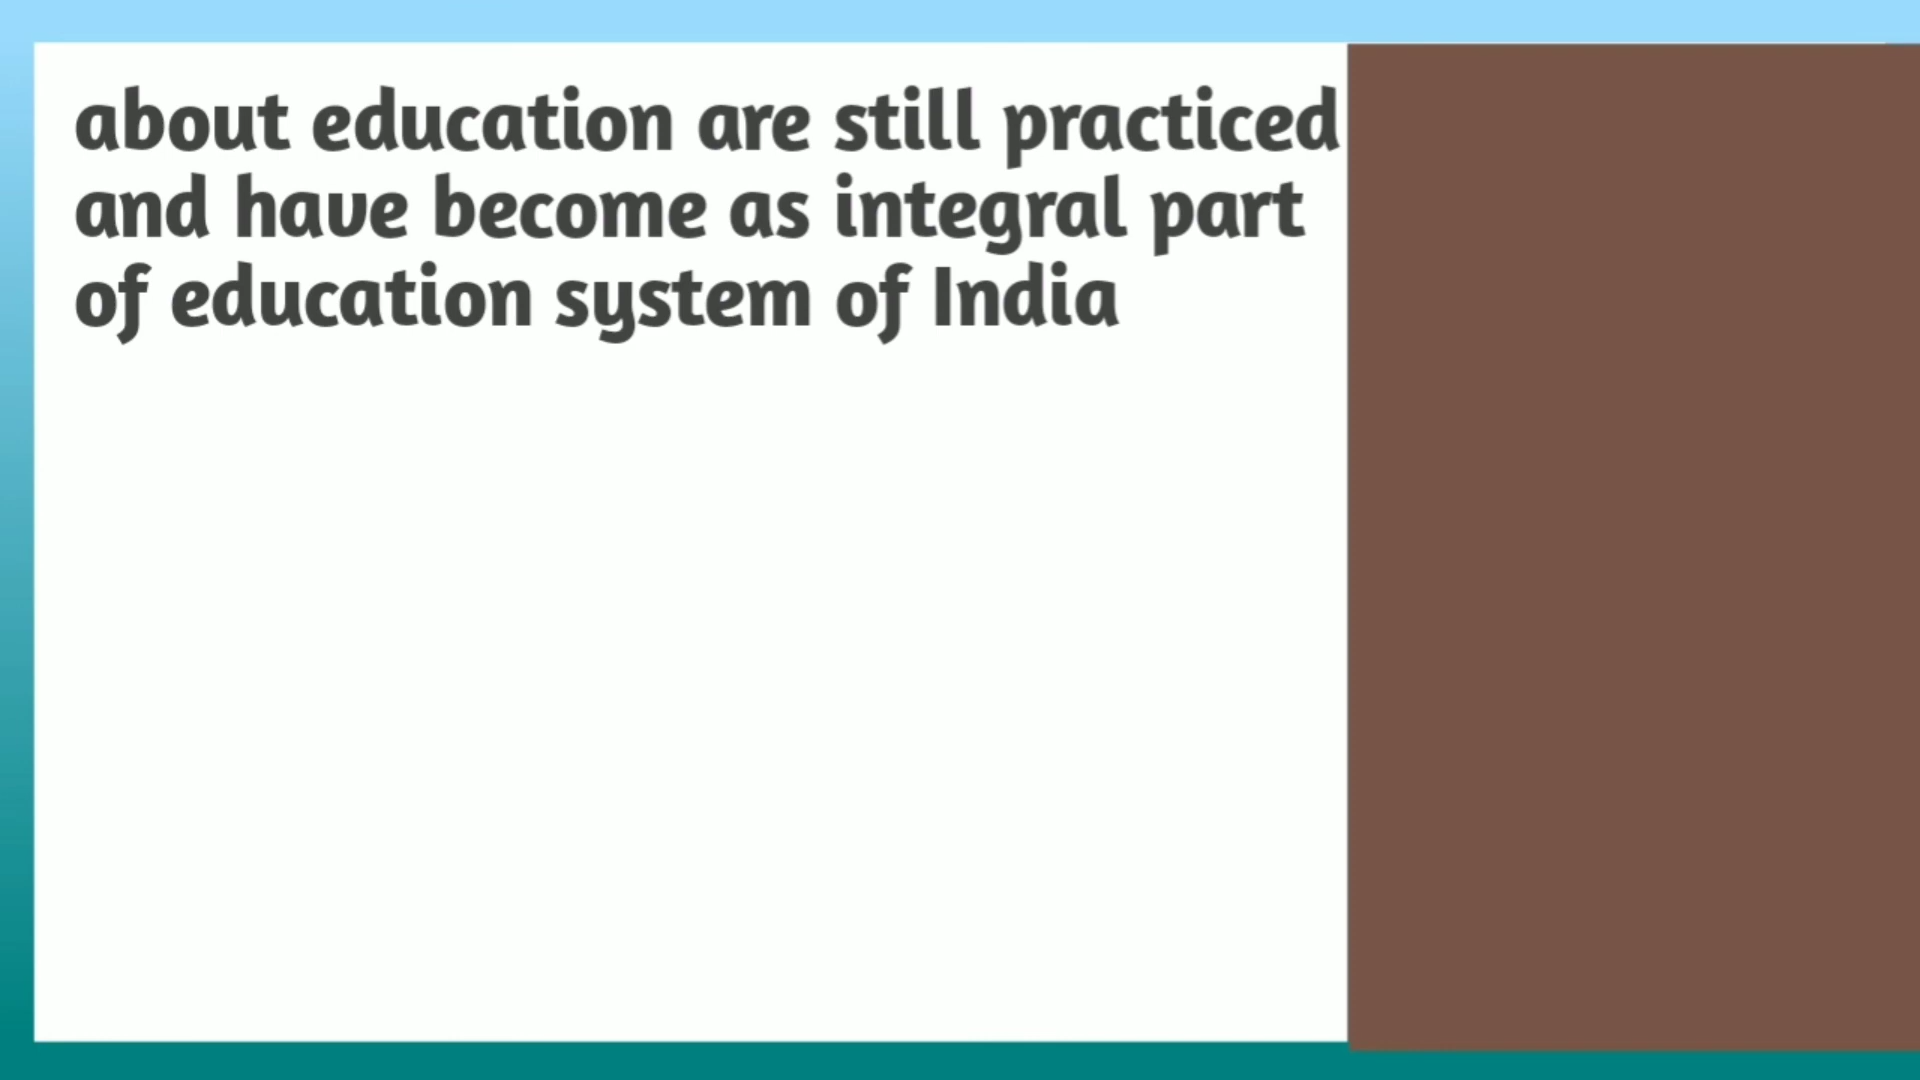 about education are still practiced
and have become as integral part
of education system of India